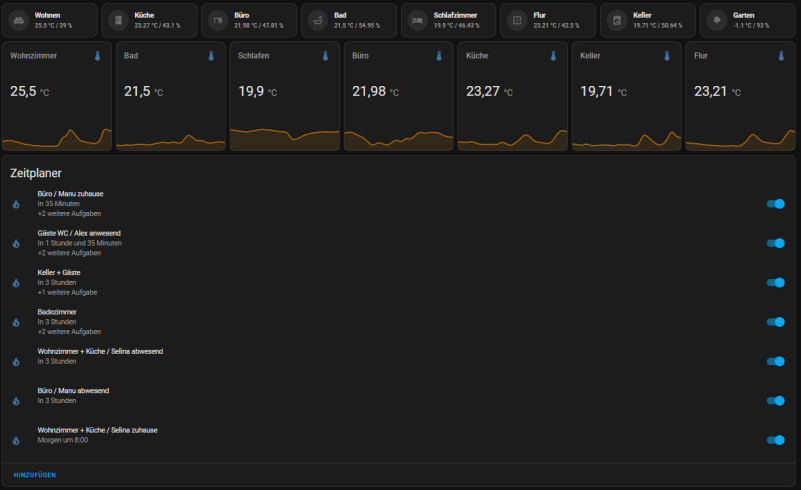 Wohnen
25.5 °C / 39 %
Küche
23.27 °C / 43.1 %
Büro
21.98 °C / 47.81 %
Bad
21.5 °C / 54.95 %
Schlafzimmer
19.9 °C / 46.43 %
Flur
23.21 °C / 42.5 %
Keller
19.71 °C / 50.64 %
Garten
-1.1 °C / 93 %
Wohnzimmer
25,5 °C
Bad
21,5 °C
Schlafen
19,9 °C
Büro
21,98 °C
Küche
23,27 °C
Keller
19,71 °C
Flur
23,21 °C
Zeitplaner
Büro / Manu zuhause
In 35 Minuten
+2 weitere Aufgaben
Gäste WC / Alex anwesend
In 1 Stunde und 35 Minuten
+2 weitere Aufgaben
Keller + Gäste
In 3 Stunden
+1 weitere Aufgabe
Badezimmer
In 3 Stunden
+2 weitere Aufgaben
Wohnzimmer + Küche / Selina abwesend
In 3 Stunden
Büro / Manu abwesend
In 3 Stunden
Wohnzimmer + Küche / Selina zuhause
Morgen um 8:00
HINZUFÜGEN